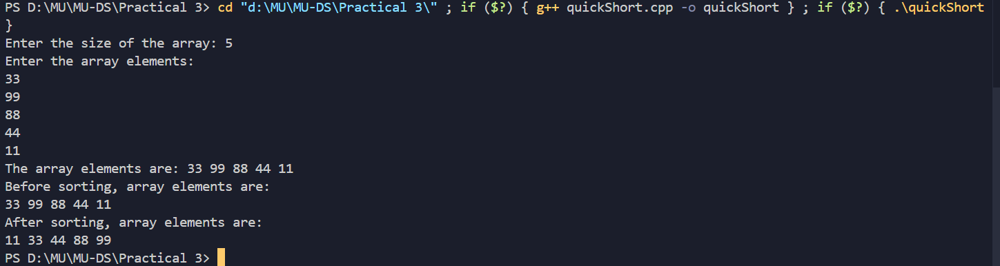 PS D:\MU\MU-DS\Practical 3> cd "d:\MU\MU-DS\Practical 3\" ; if ($?) { g++ quickShort.cpp -o quickShort } ; if ($?) { .\quickShort
}
Enter the size of the array: 5
Enter the array elements:
33
99
88
44
11
The array elements are: 33 99 88 44 11
Before sorting, array elements are:
33 99 88 44 11
After sorting, array elements are:
11 33 44 88 99
PS D:\MU\MU-DS\Practical 3>